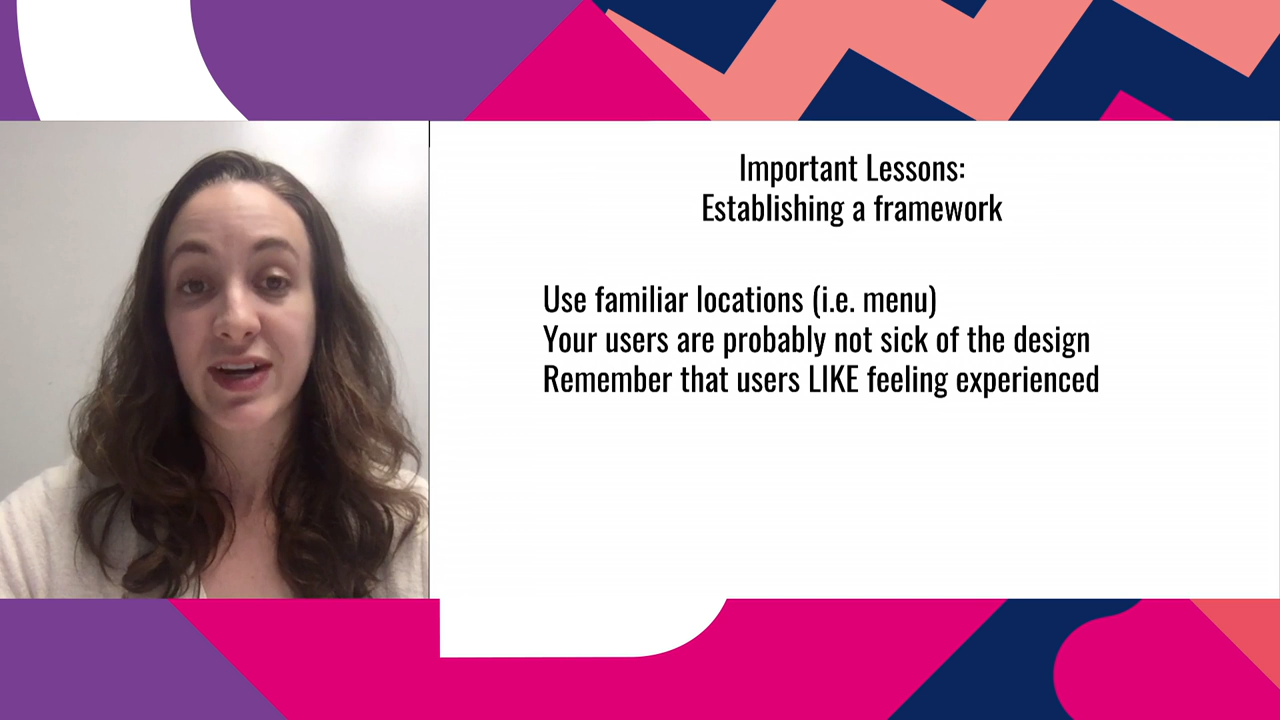 Important Lessons:
Establishing a framework
Use familiar locations (i.e. menu)
Your users are probably not sick of the design
Remember that users LIKE feeling experienced